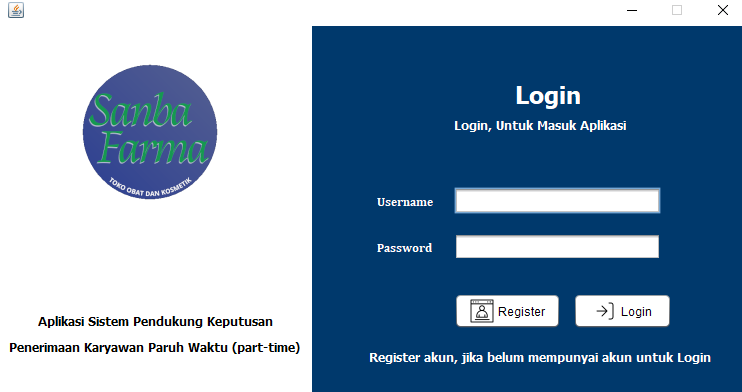 Sanba
Farma
TOKO OBAT DAN KOSMETIK
Aplikasi Sistem Pendukung Keputusan
Penerimaan Karyawan Paruh Waktu (part-time)
Login
Login, Untuk Masuk Aplikasi
Username
Password
Register
Login
Register akun, jika belum mempunyai akun untuk Login